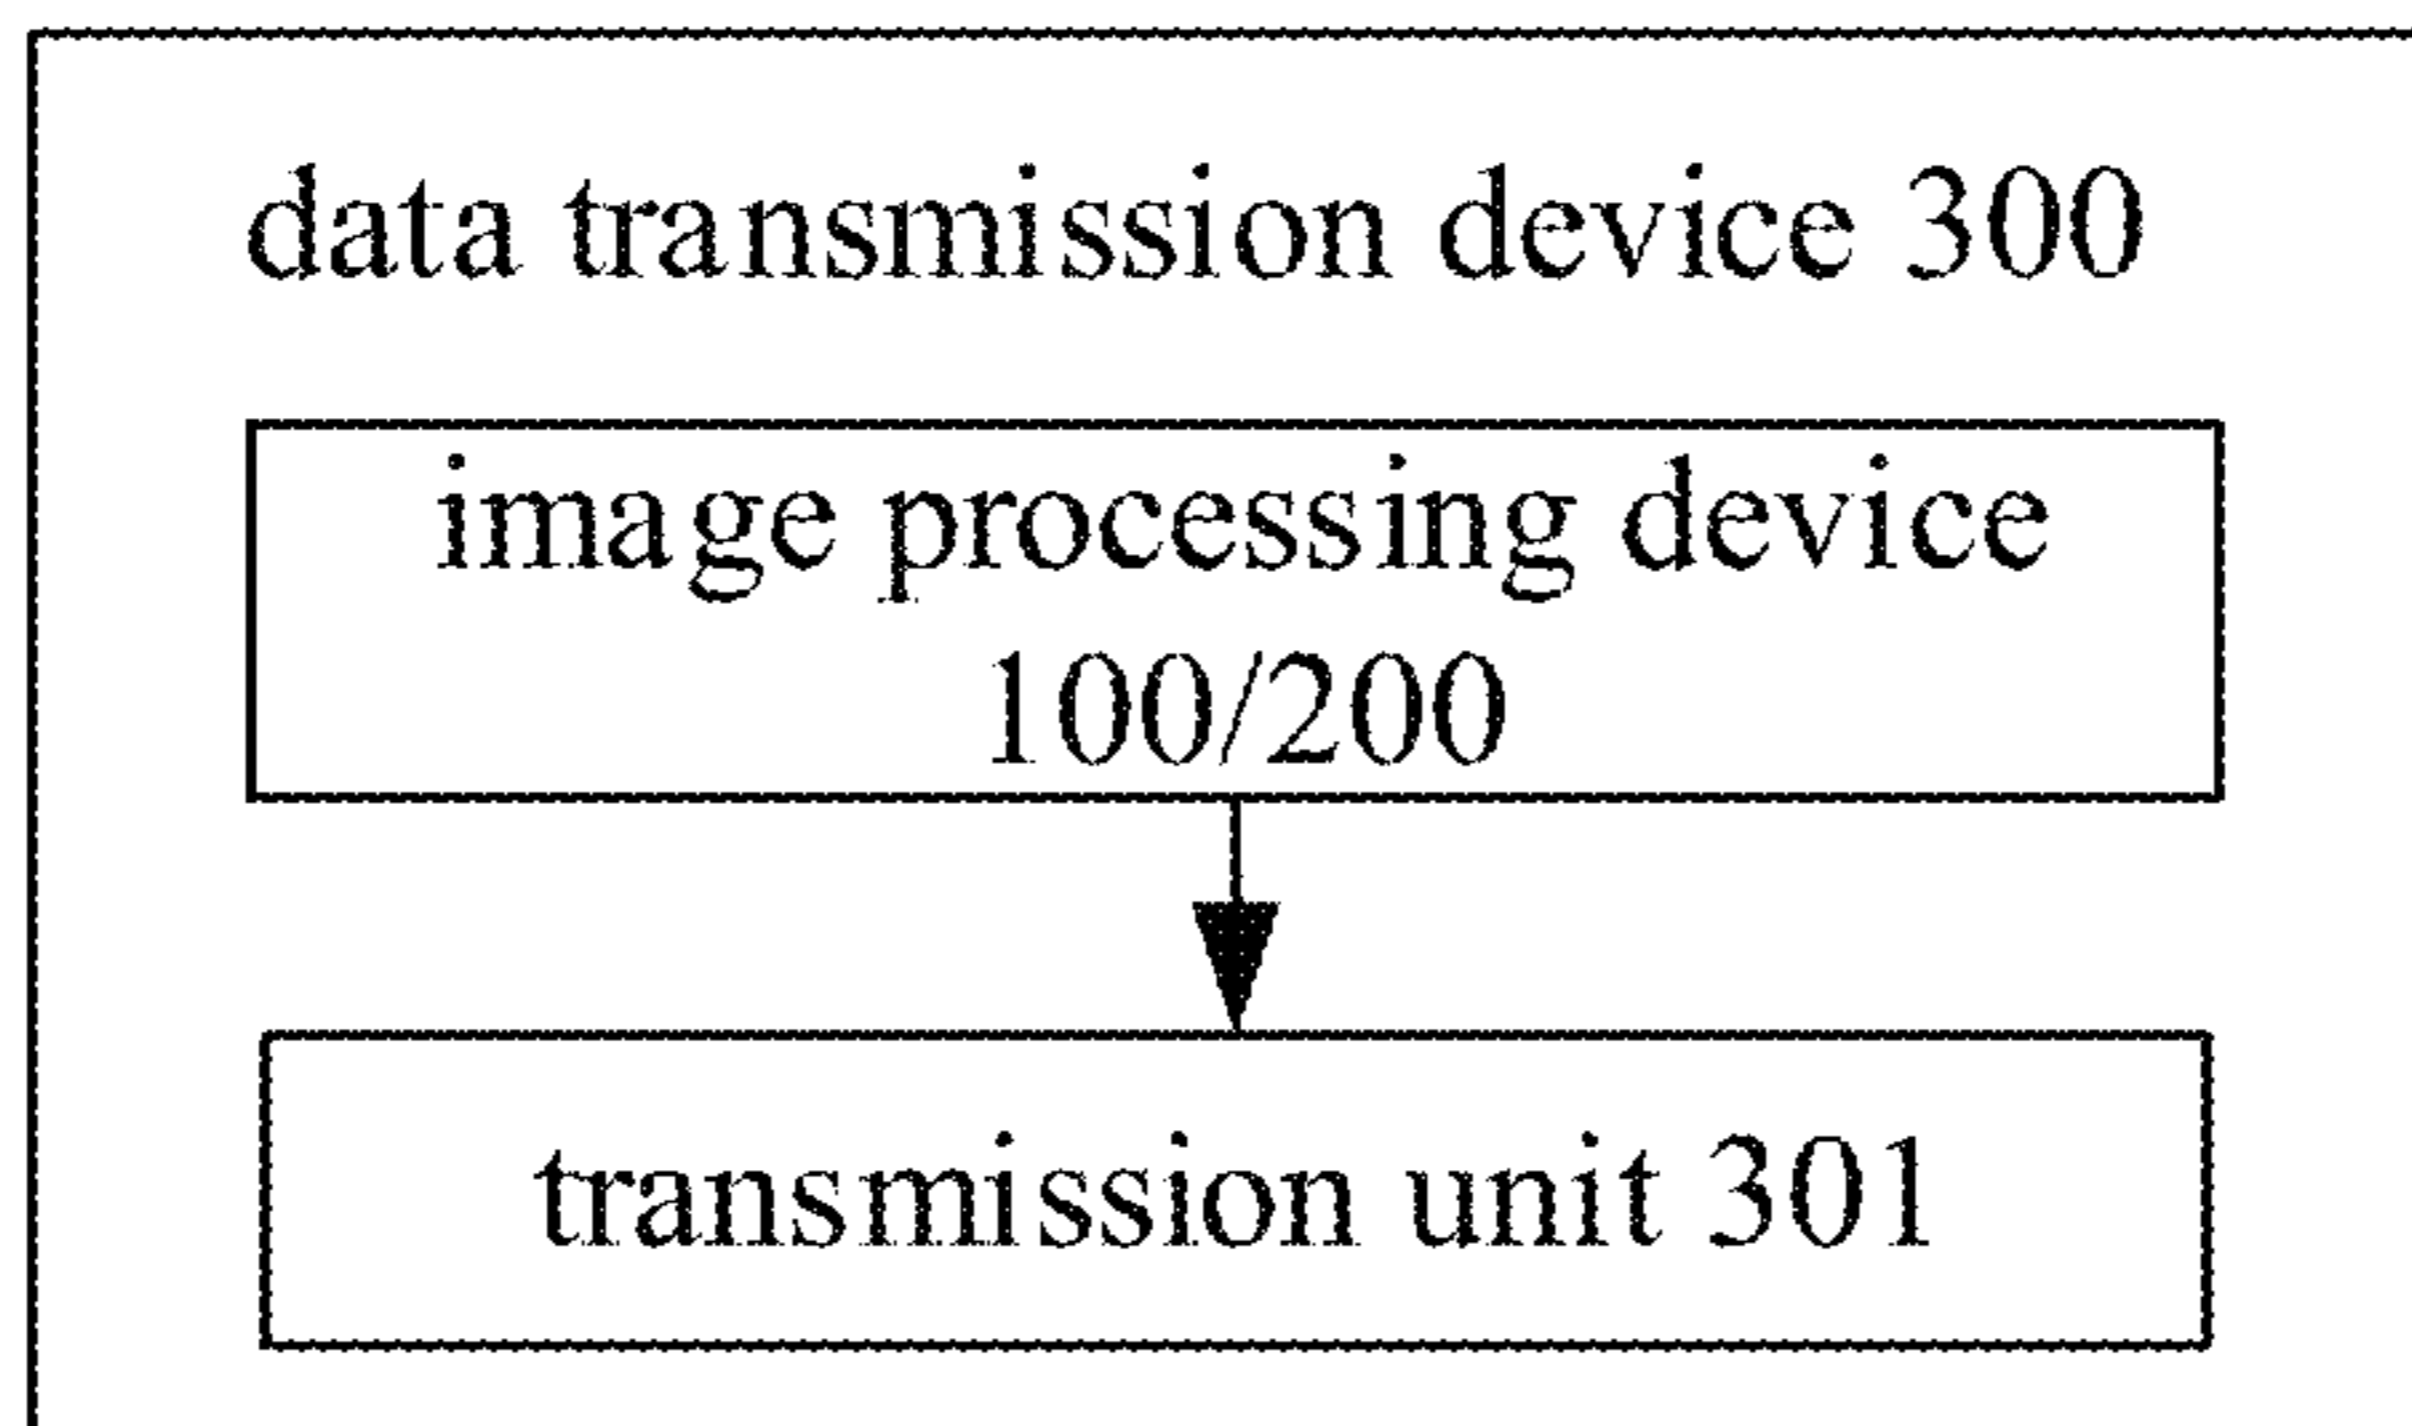 data transmission device 300
image processing device
100/200
transmission unit 301